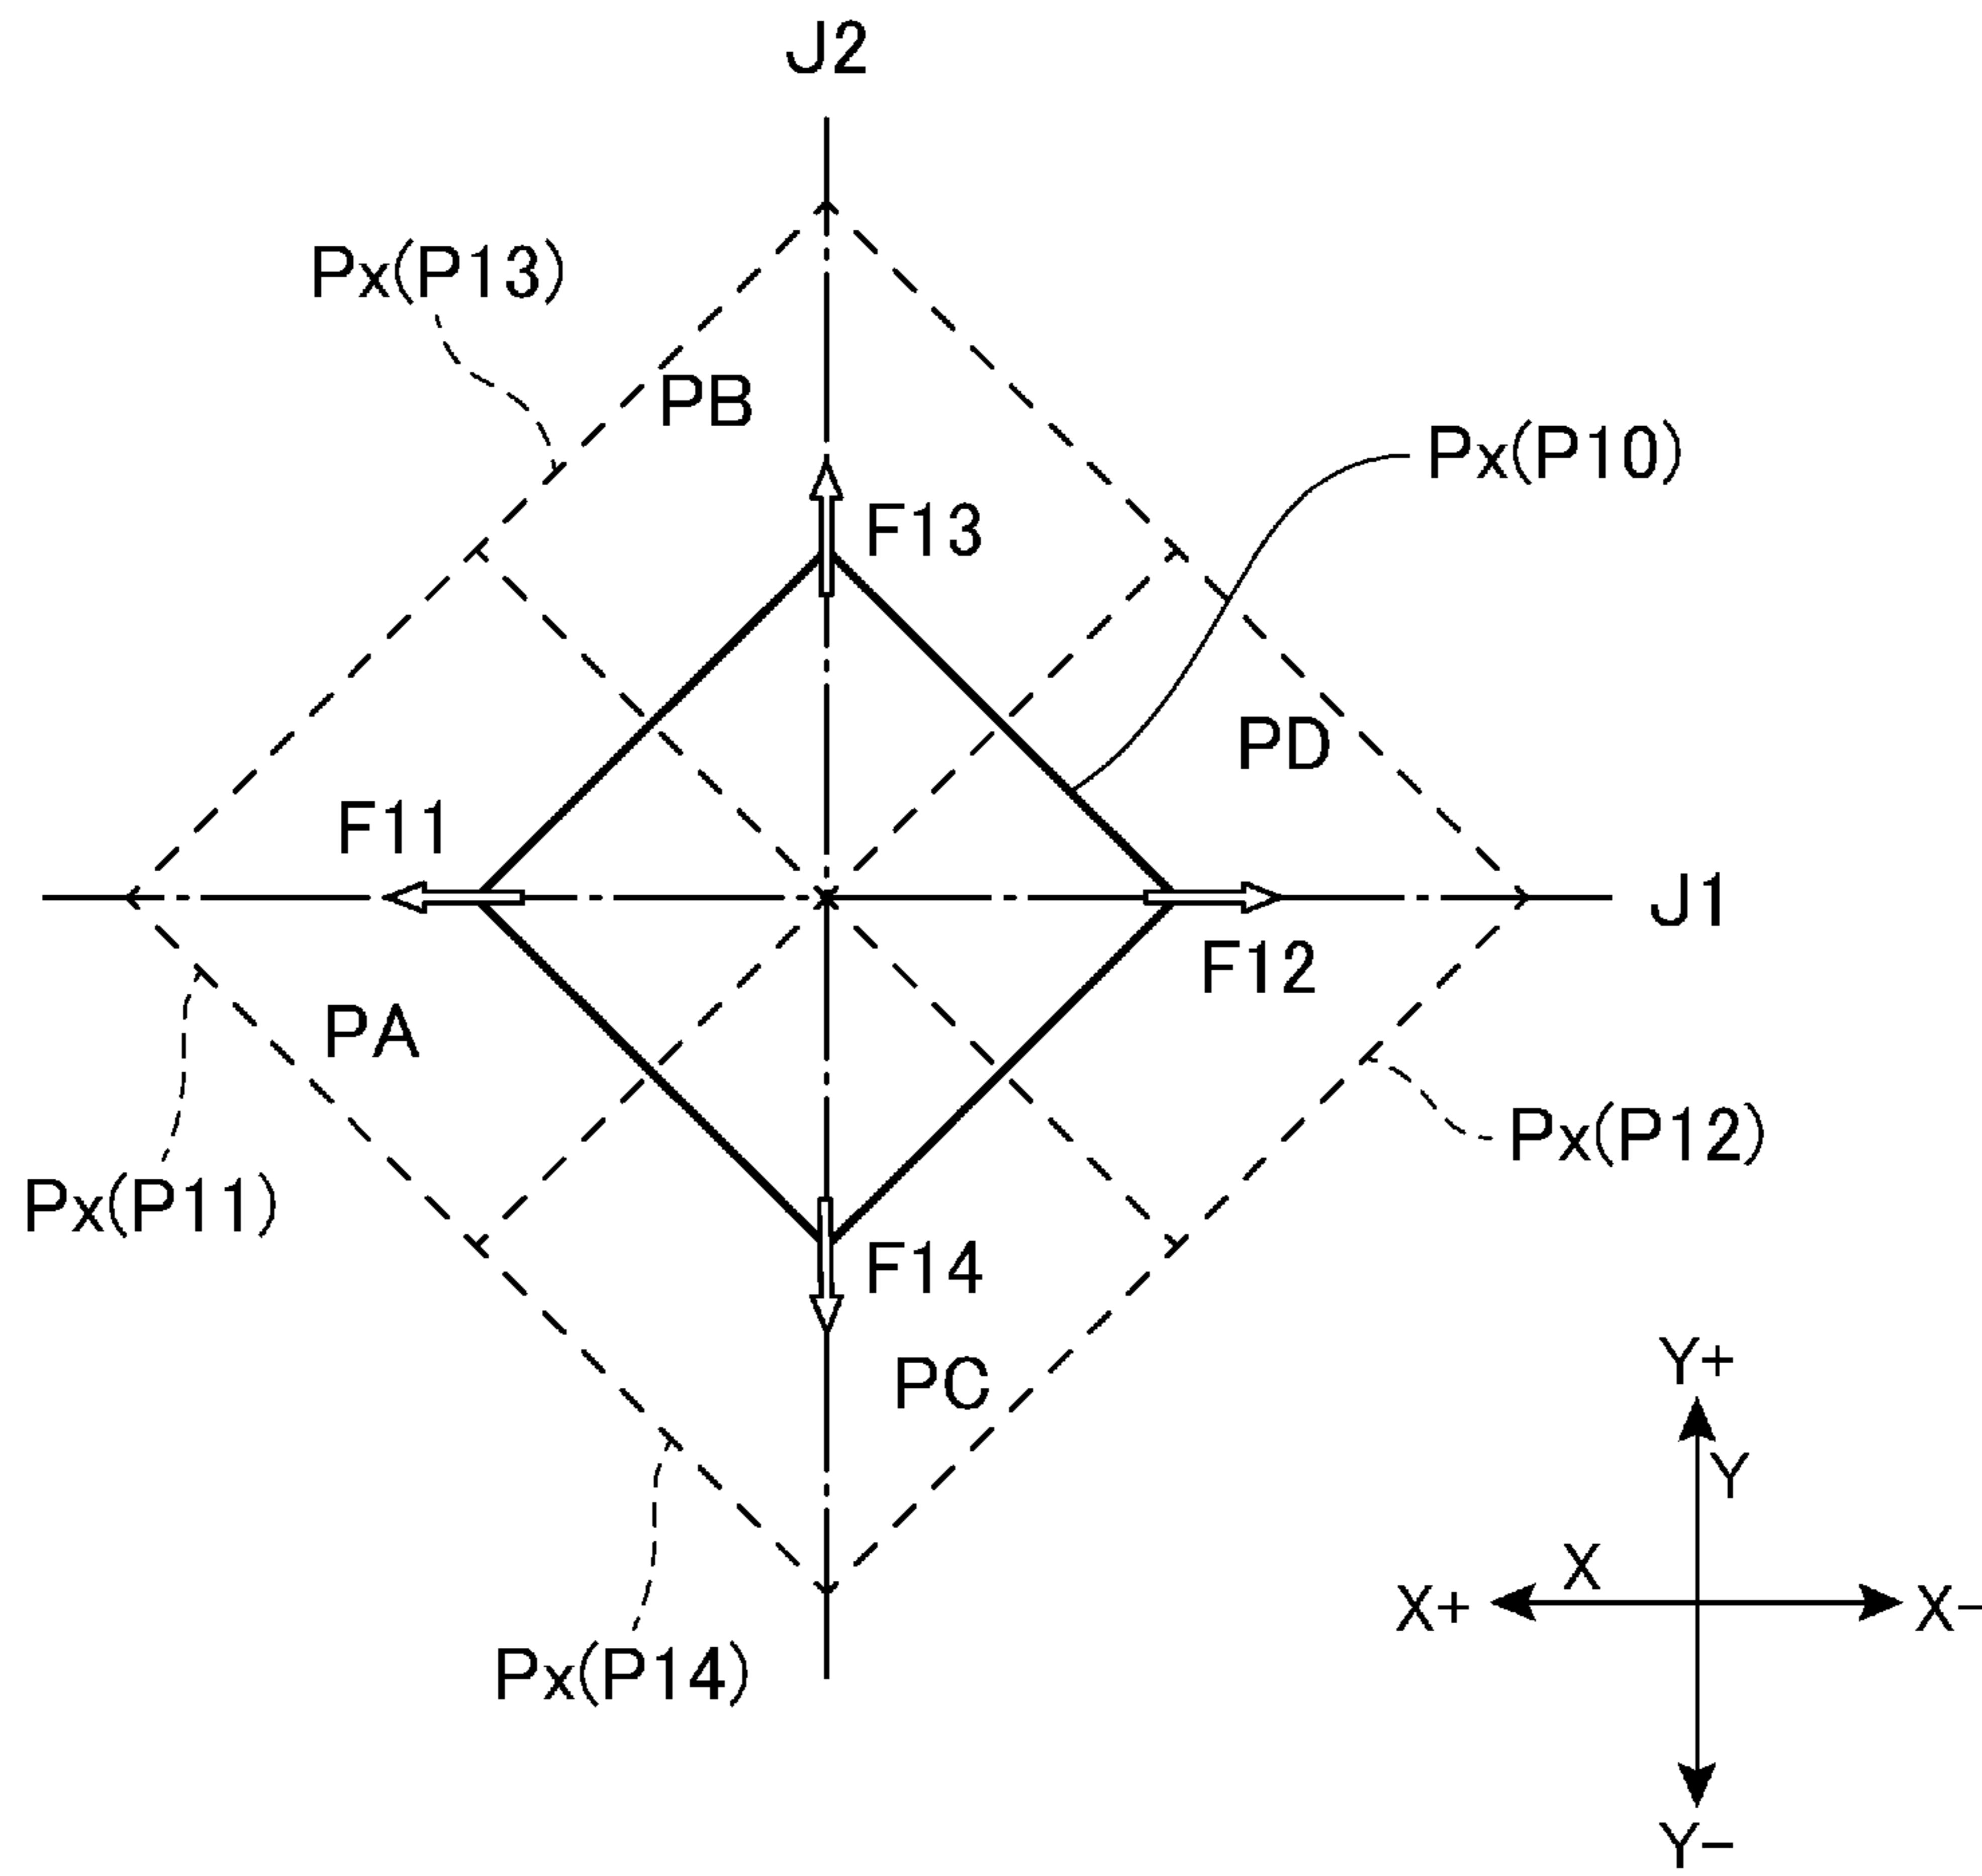 J2
Px(P13)
PB
Px(P10)
F13
PD
F11
J1
F12
PA
Px(P12)
Px(P11)
F14
PC
Y+
Y
X
X+
X-
Px(P14)
Y-